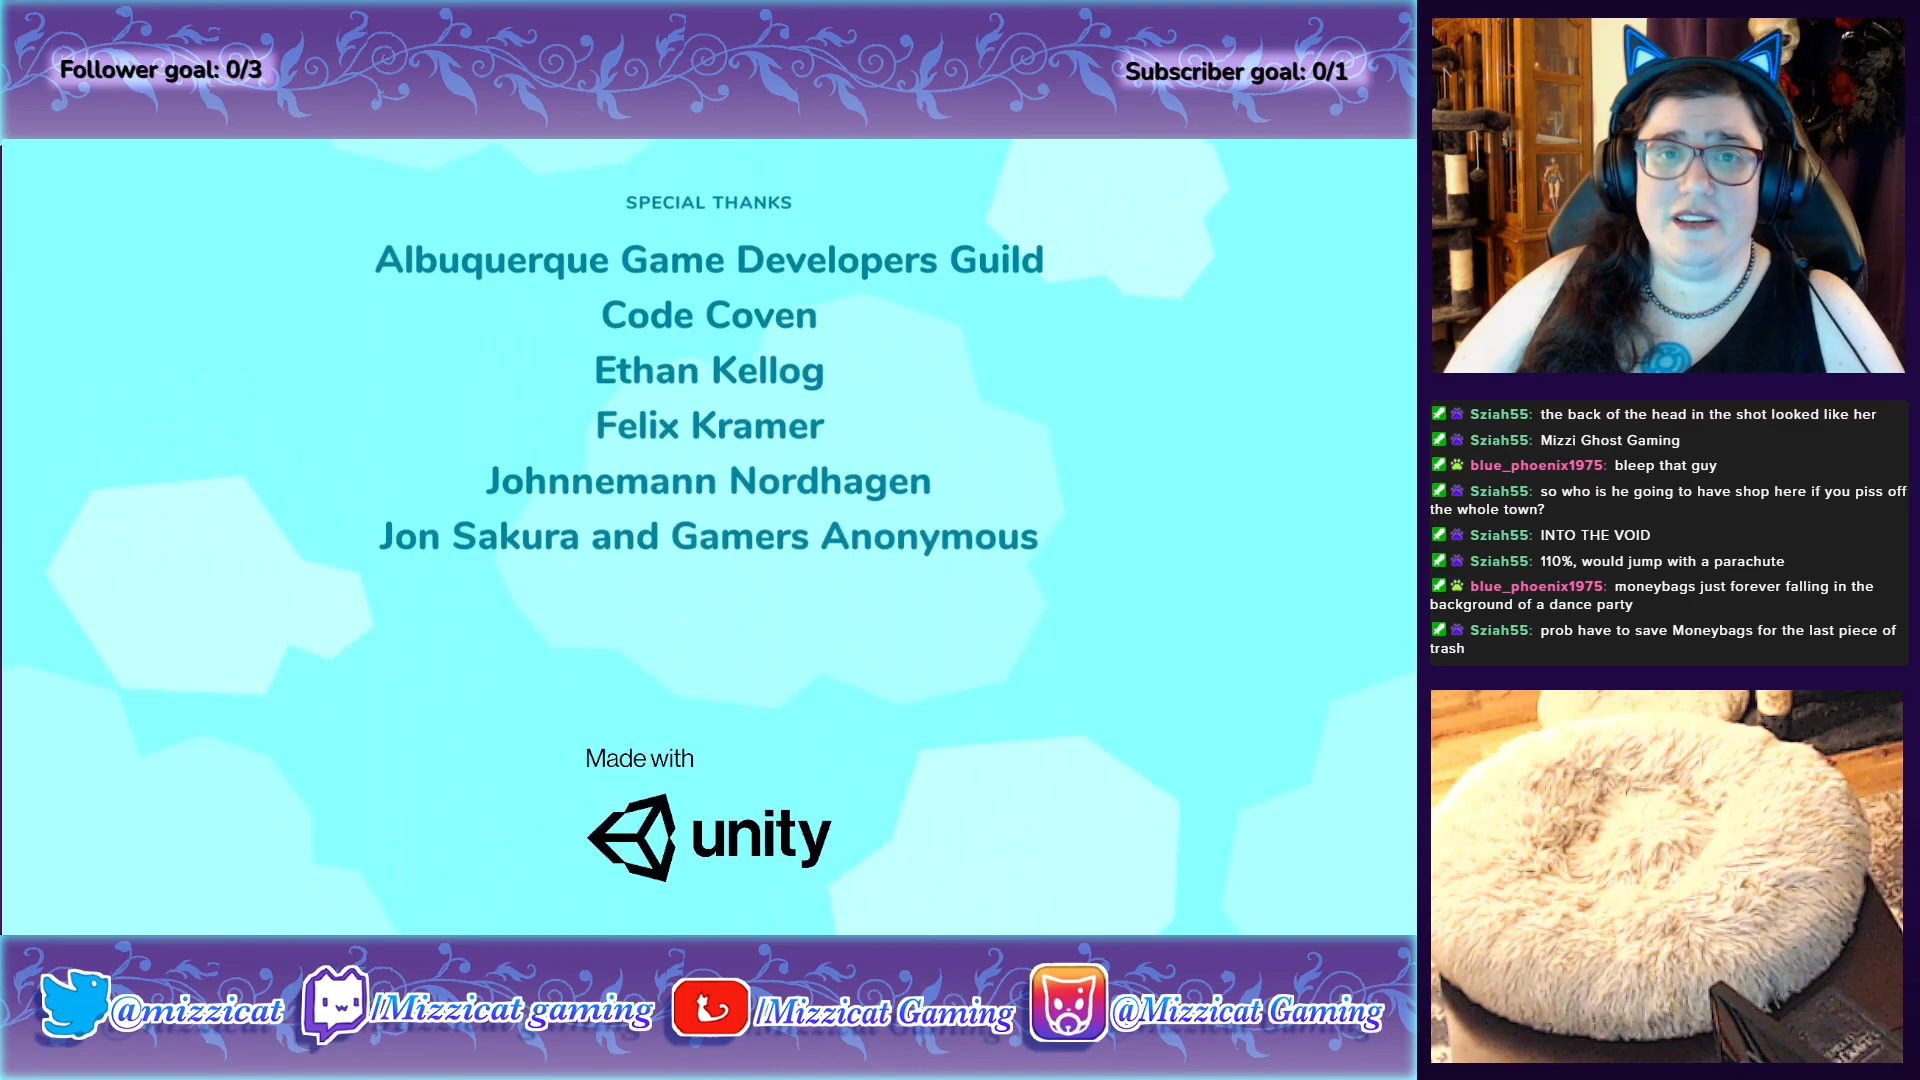 Follower goal: 0/3
Subscriber goal: 0/1
SPECIAL THANKS
Albuquerque Game Developers Guild
Code Coven
Ethan Kellog
Felix Kramer
Johnnemann Nordhagen
Jon Sakura and Gamers Anonymous
Made with
unity
Sziah55: the back of the head in the shot looked like her
Sziah55: Mizzi Ghost Gaming
blue_phoenix1975: bleep that guy
Sziah55: so who is he going to have shop here if you piss off
the whole town?
Sziah55: INTO THE VOID
Sziah55: 110%, would jump with a parachute
blue_phoenix1975: moneybags just forever falling in the
background of a dance party
Sziah55: prob have to save Moneybags for the last piece of
trash
@mizzicat
/Mizzicat gaming
/Mizzicat Gaming
@Mizzicat Gaming